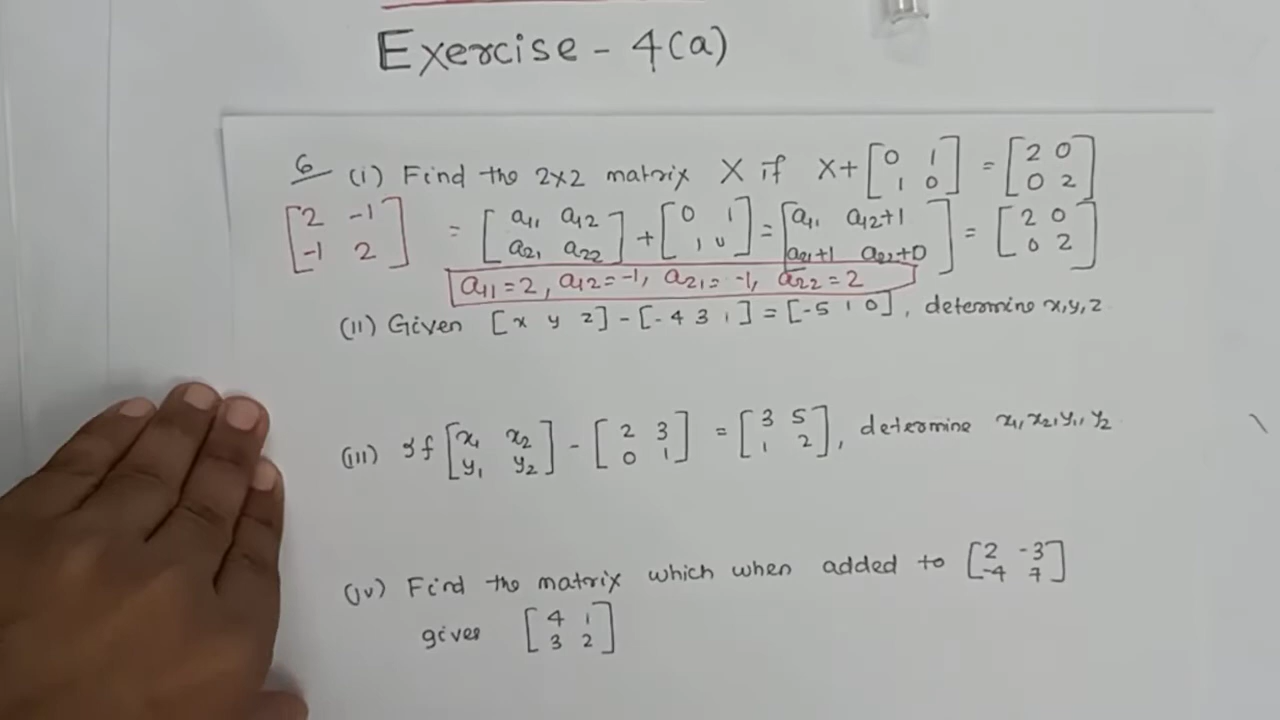 Exercise - 4(a)
6 (i) Find the 2x2 matrix X if X + [0 1 1 0] = [2 0 0 2]
[2 -1 -1 2] = [a11 a12 a21 a22] + [0 1 1 0] = [a11 a12+1 a21+1 a22+0] = [2 0 0 2]
a11 = 2, a12 = -1, a21 = -1, a22 = 2
(ii) Given [x y z] - [-4 3 1] = [-5 1 0], determine x,y,z
(iii) If [x1 x2 y1 y2] - [2 3 0 1] = [3 5 1 2], determine x1, x2, y1, y2
(iv) Find the matrix which when added to [2 -3 -4 7]
gives [4 1 3 2]